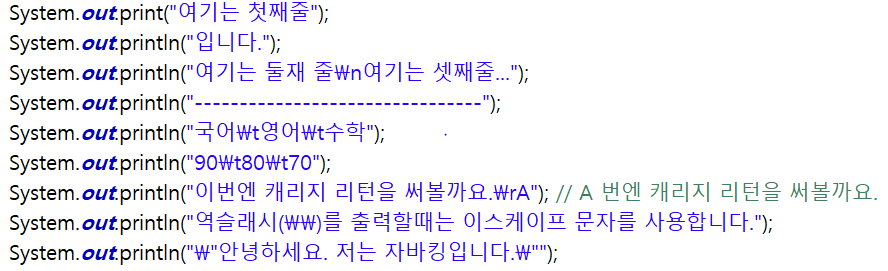 System.out.print("여기는 첫째줄");
System.out.println("입니다.");
System.out.println("여기는 둘재 줄₩n여기는 셋째줄...");
System.out.println("--------------------------------");
System.out.println("국어₩t영어₩t수학");
System.out.println("90₩t80₩t70");
System.out.println("이번엔 캐리지 리턴을 써볼까요.₩rA"); // A 번엔 캐리지 리턴을 써볼까요.
System.out.println("역슬래시(₩₩)를 출력할때는 이스케이프 문자를 사용합니다.");
System.out.println("₩"안녕하세요. 저는 자바킹입니다.₩"");